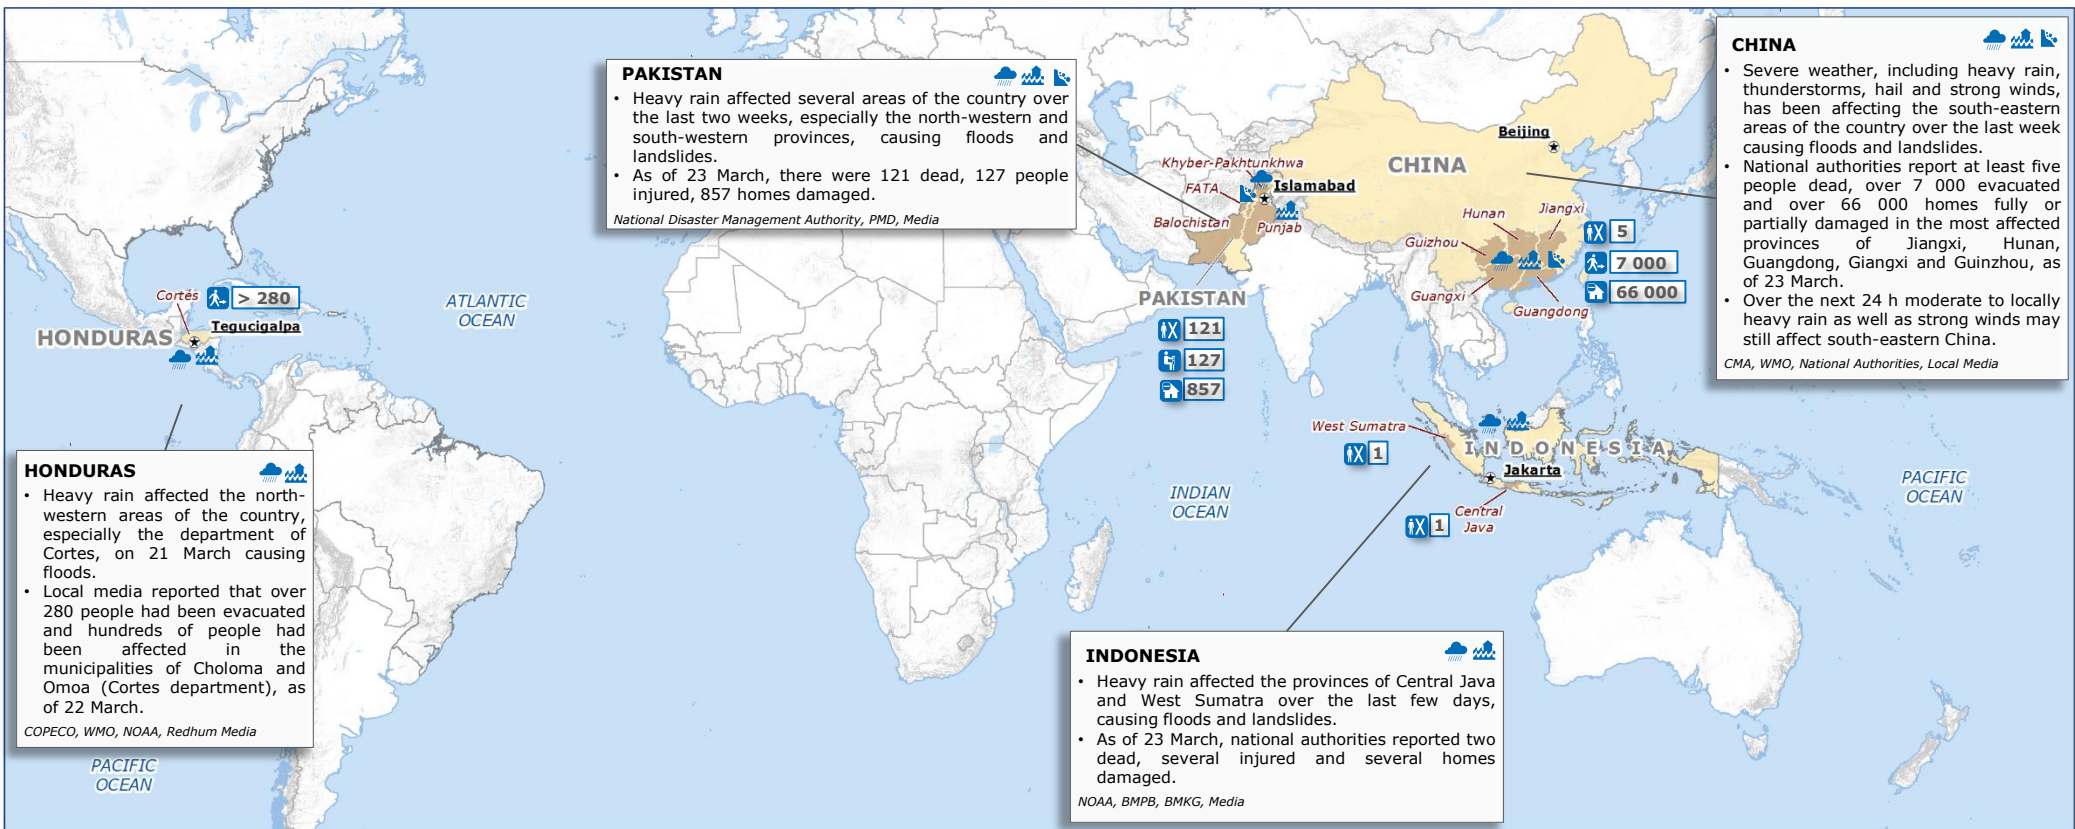 PAKISTAN
• Heavy rain affected several areas of the country over
the last two weeks, especially the north-western and
south-western provinces, causing floods and
landslides.
• As of 23 March, there were 121 dead, 127 people
injured, 857 homes damaged.
National Disaster Management Authority, PMD, Media
CHINA
• Severe weather, including heavy rain,
thunderstorms, hail and strong winds,
has been affecting the south-eastern
areas of the country over the last week
causing floods and landslides.
• National authorities report at least five
people dead, over 7 000 evacuated
and over 66 000 homes fully or
partially damaged in the most affected
provinces of Jiangxi, Hunan,
Guangdong, Giangxi and Guinzhou, as
of 23 March.
• Over the next 24 h moderate to locally
heavy rain as well as strong winds may
still affect south-eastern China.
CMA, WMO, National Authorities, Local Media
Beijing
CHINA
Khyber-Pakhtunkhwa
FATA
Islamabad
Balochistan
Punjab
Hunan
Jiangxi
Guizhou
5
7 000
66 000
Guangxi
Guangdong
PAKISTAN
121
127
857
Cortés
> 280
ATLANTIC
OCEAN
HONDURAS
Tegucigalpa
West Sumatra
1
INDONESIA
Jakarta
Central
Java
1
INDIAN
OCEAN
PACIFIC
OCEAN
HONDURAS
• Heavy rain affected the north-
western areas of the country,
especially the department of
Cortes, on 21 March causing
floods.
• Local media reported that over
280 people had been evacuated
and hundreds of people had
been affected in the
municipalities of Choloma and
Omoa (Cortes department), as
of 22 March.
COPECO, WMO, NOAA, Redhum Media
PACIFIC
OCEAN
INDONESIA
• Heavy rain affected the provinces of Central Java
and West Sumatra over the last few days,
causing floods and landslides.
• As of 23 March, national authorities reported two
dead, several injured and several homes
damaged.
NOAA, BMPB, BMKG, Media